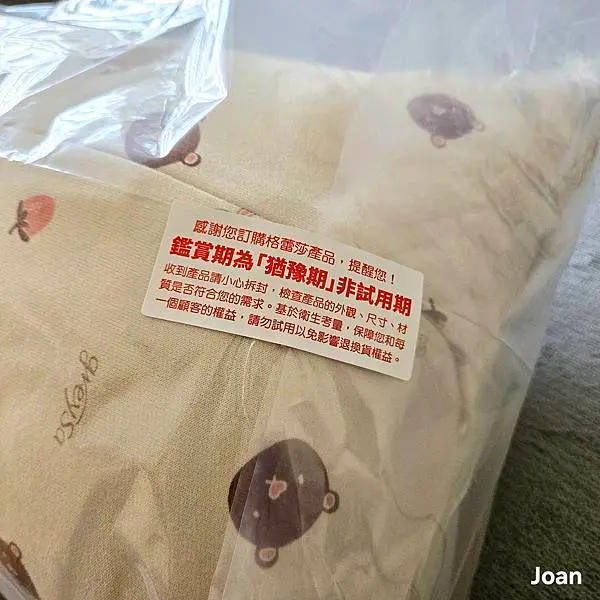 感謝您訂購格蕾莎產品，提醒您！
鑑賞期為「猶豫期」非試用期
收到產品請小心拆封，檢查產品的外觀、尺寸、材
質是否符合您的需求。基於衛生考量，保障您和每
一個顧客的權益，請勿試用以免影響退換貨權益。
greysa
Joan